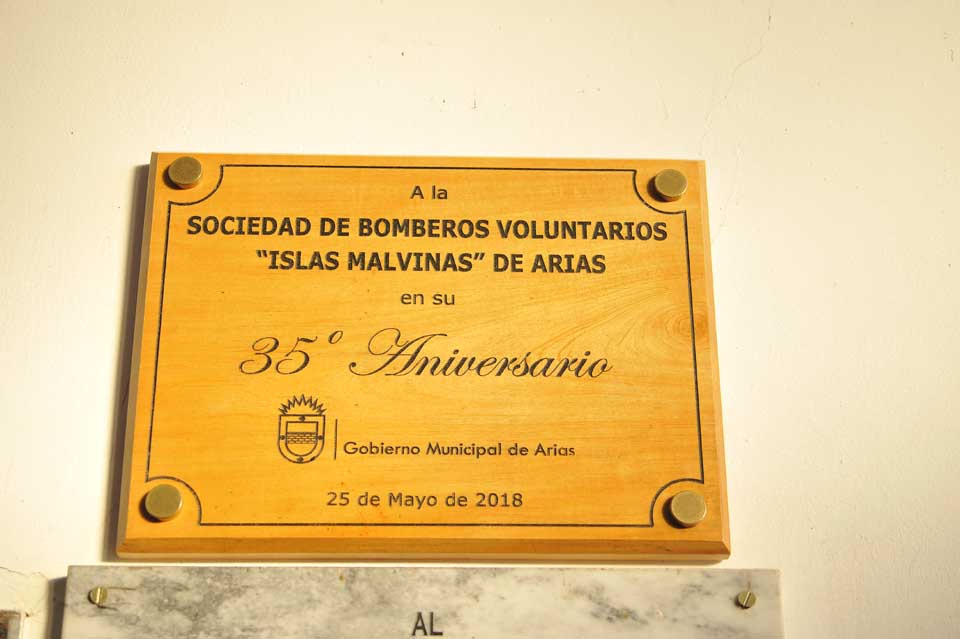 A la
SOCIEDAD DE BOMBEROS VOLUNTARIOS
"ISLAS MALVINAS" DE ARIAS
en su
35º Aniversario
Gobierno Municipal de Arias
25 de Mayo de 2018
AL